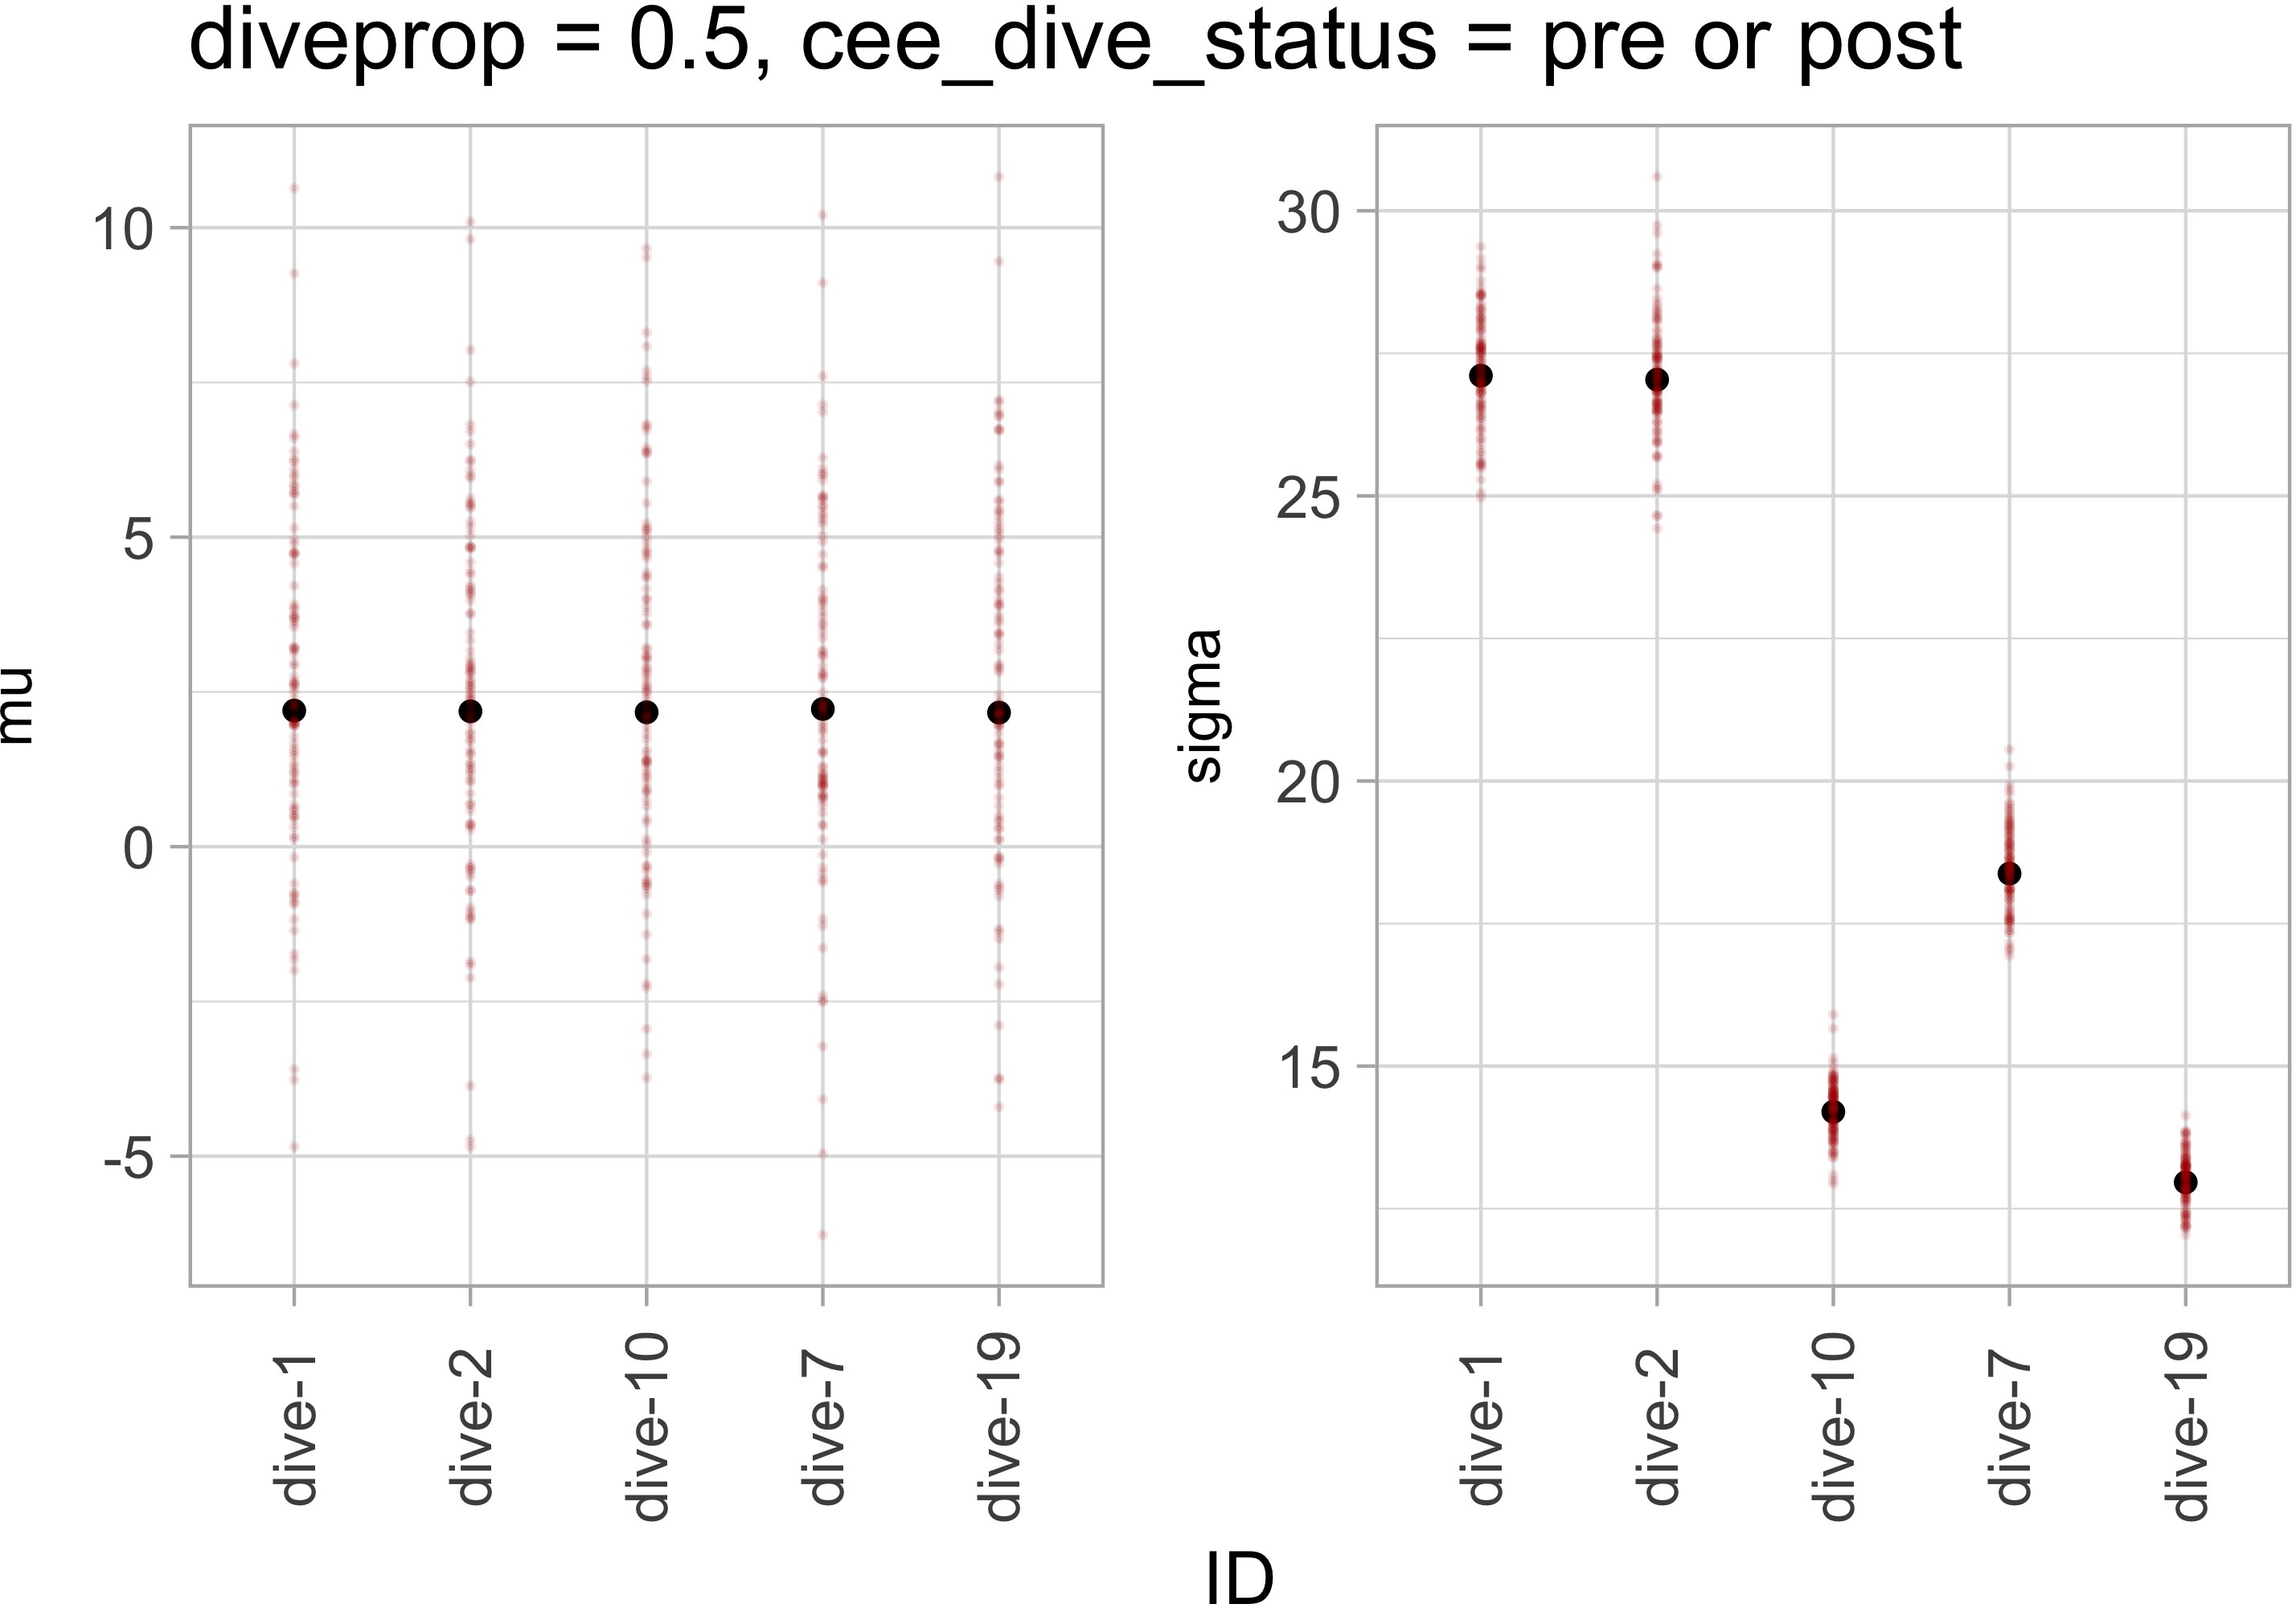 diveprop = 0.5, cee_dive_status = pre or post
mu
10
5
0
-5
dive-1
dive-2
dive-10
dive-7
dive-19
sigma
30
25
20
15
dive-1
dive-2
dive-10
dive-7
dive-19
ID